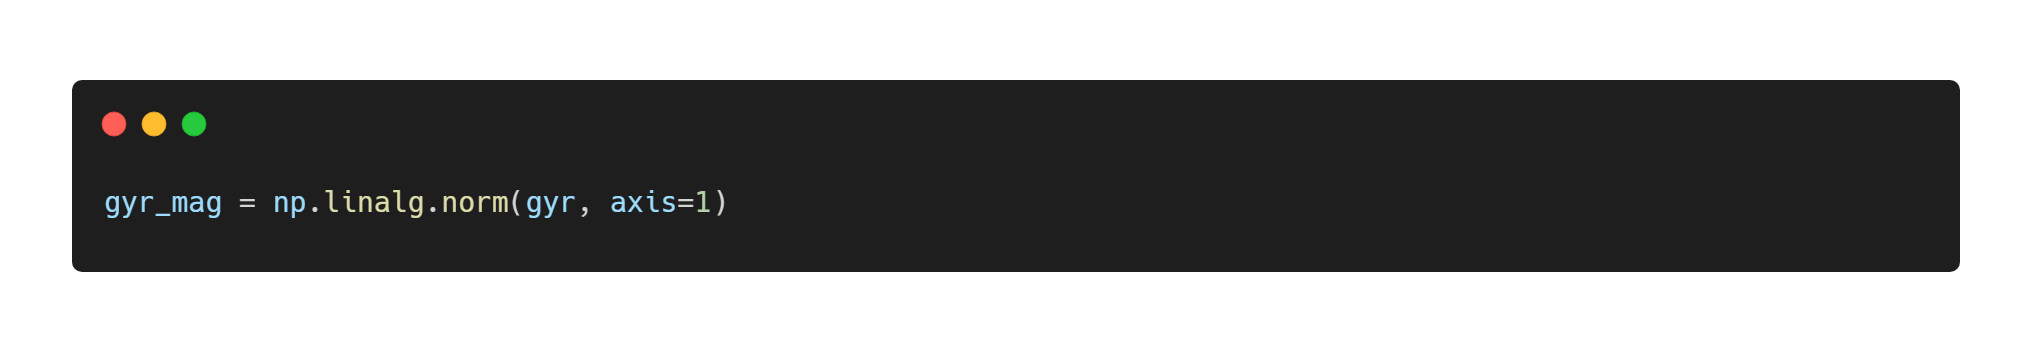 gyr_mag = np.linalg.norm(gyr, axis=1)